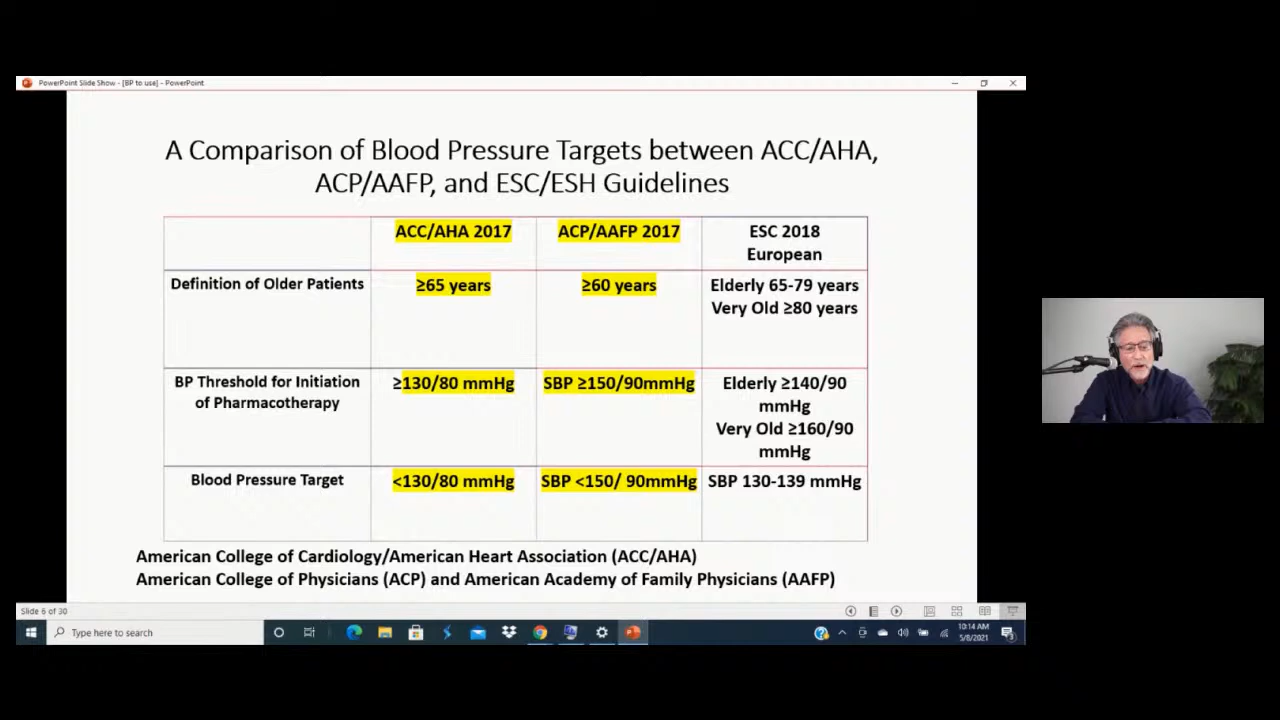 PowerPoint Slide Show - [BP to use] - PowerPoint
A Comparison of Blood Pressure Targets between ACC/AHA,
ACP/AAFP, and ESC/ESH Guidelines
ACC/AHA 2017
ACP/AAFP 2017
ESC 2018
European
Definition of Older Patients
≥65 years
≥60 years
Elderly 65-79 years
Very Old ≥80 years
BP Threshold for Initiation
of Pharmacotherapy
≥130/80 mmHg
SBP ≥150/90mmHg
Elderly ≥140/90
mmHg
Very Old ≥160/90
mmHg
Blood Pressure Target
<130/80 mmHg
SBP <150/ 90mmHg
SBP 130-139 mmHg
American College of Cardiology/American Heart Association (ACC/AHA)
American College of Physicians (ACP) and American Academy of Family Physicians (AAFP)
Slide 6 of 30
Type here to search
10:14 AM
5/8/2021